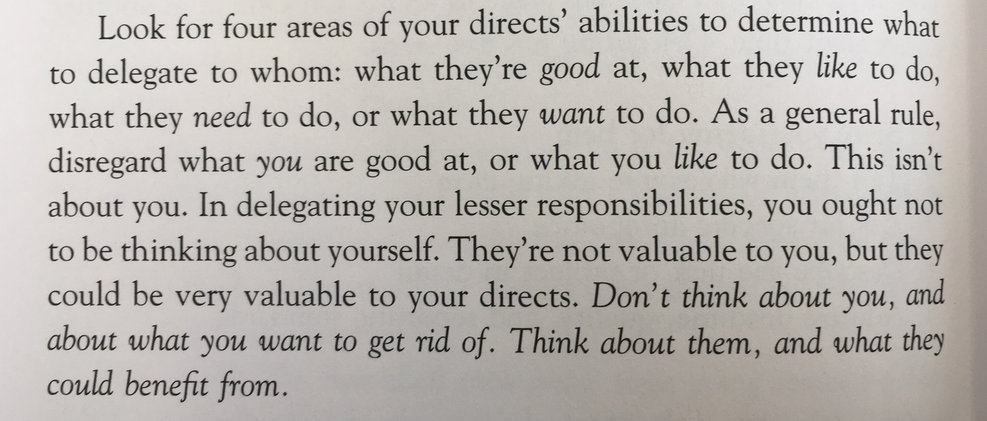 Look for four areas of your directs’ abilities to determine what
to delegate to whom: what they’re good at, what they like to do,
what they need to do, or what they want to do. As a general rule,
disregard what you are good at, or what you like to do. This isn’t
about you. In delegating your lesser responsibilities, you ought not
to be thinking about yourself. They’re not valuable to you, but they
could be very valuable to your directs. Don’t think about you, and
about what you want to get rid of. Think about them, and what they
could benefit from.